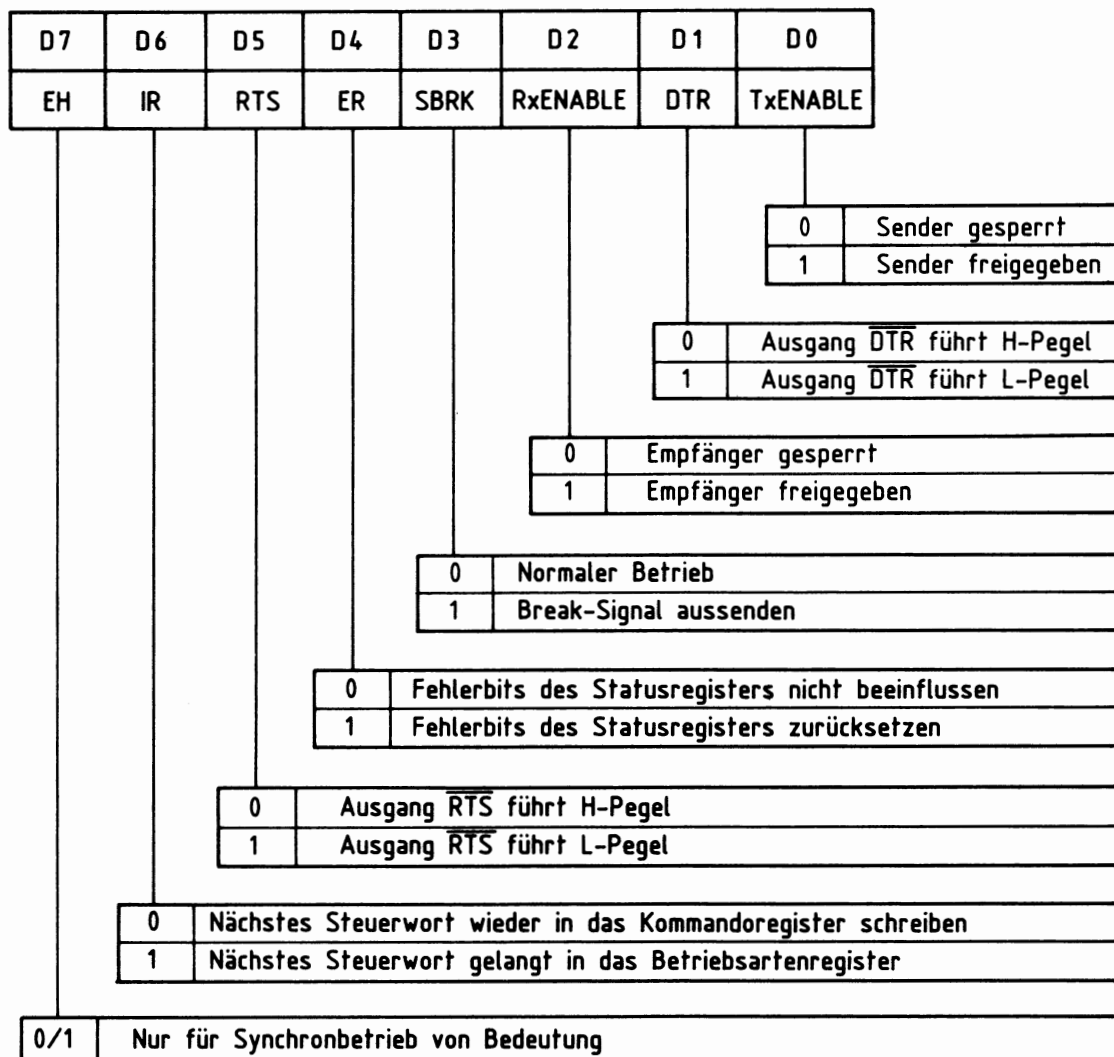 D7 D6 D5 D4 D3 D2 D1 D0
EH IR RTS ER SBRK RxENABLE DTR TxENABLE
0 Sender gesperrt
1 Sender freigegeben
0 Ausgang D̅T̅R̅ führt H-Pegel
1 Ausgang D̅T̅R̅ führt L-Pegel
0 Empfänger gesperrt
1 Empfänger freigegeben
0 Normaler Betrieb
1 Break-Signal aussenden
0 Fehlerbits des Statusregisters nicht beeinflussen
1 Fehlerbits des Statusregisters zurücksetzen
0 Ausgang R̅T̅S̅ führt H-Pegel
1 Ausgang R̅T̅S̅ führt L-Pegel
0 Nächstes Steuerwort wieder in das Kommandoregister schreiben
1 Nächstes Steuerwort gelangt in das Betriebsartenregister
0/1 Nur für Synchronbetrieb von Bedeutung